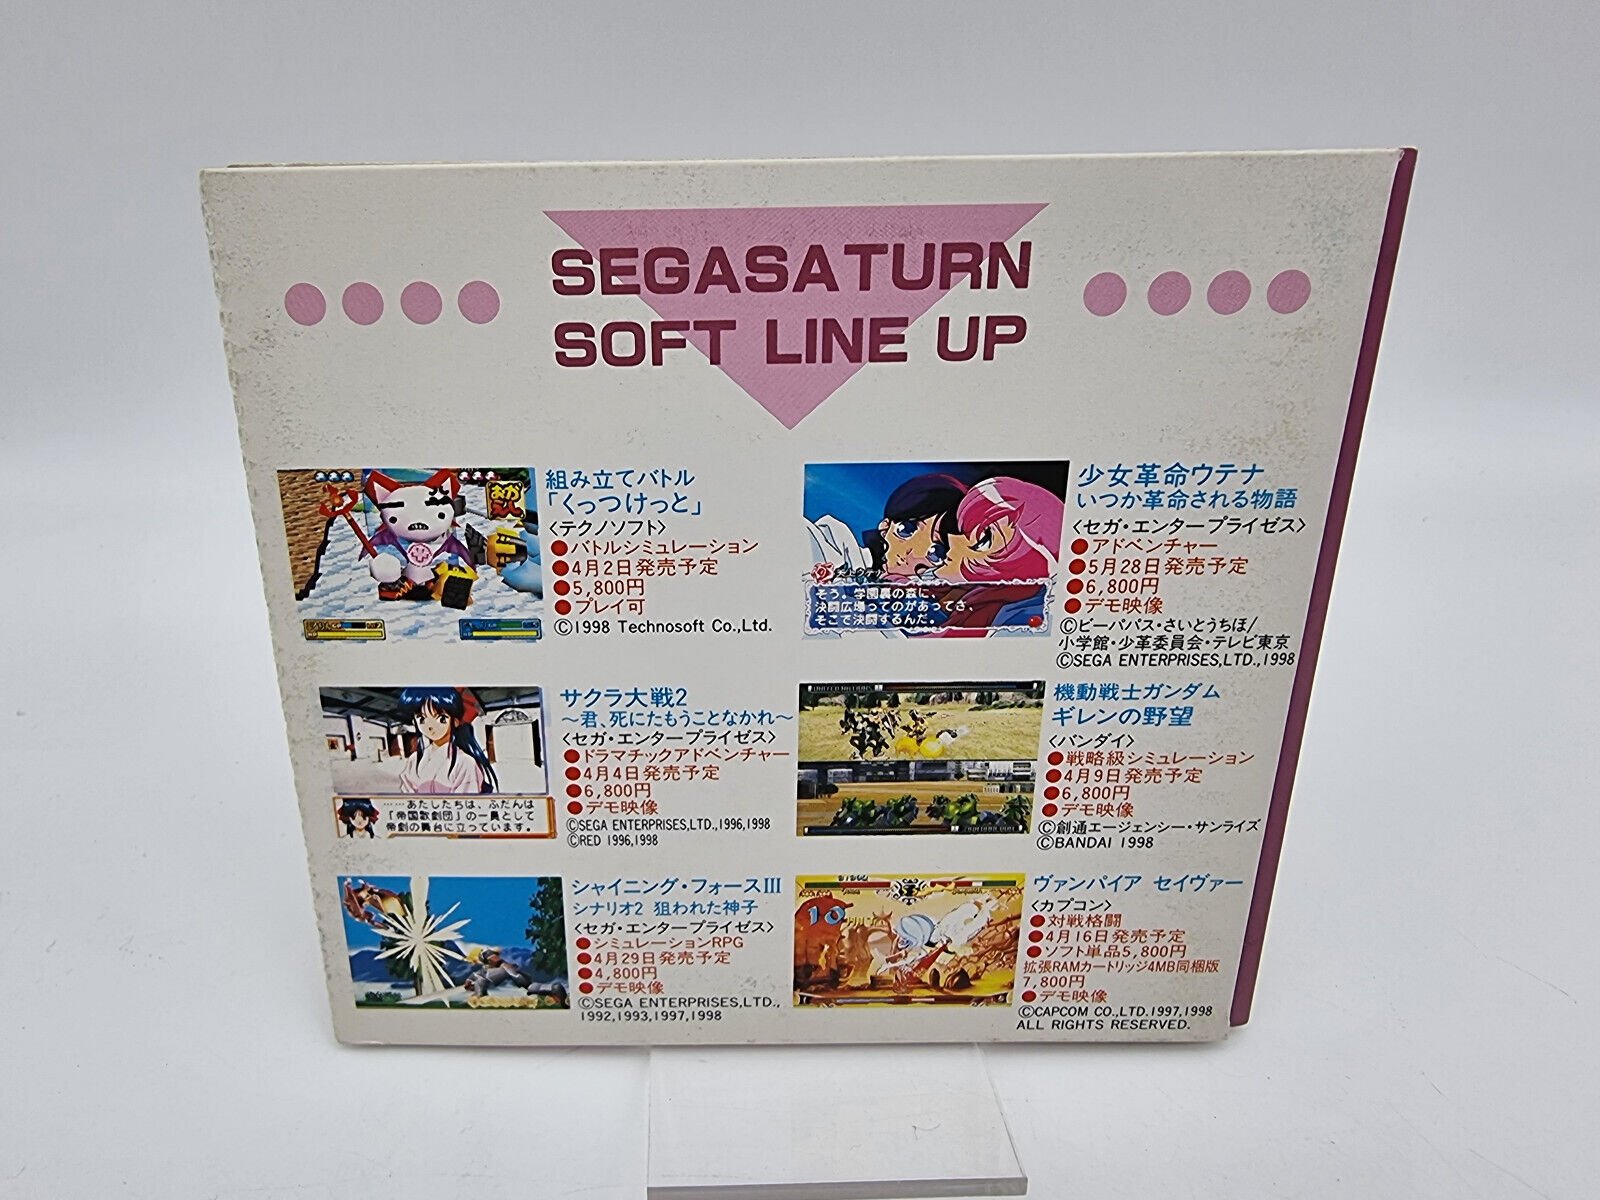 SEGASATURN
SOFT LINE UP
組み立てバトル
「くっつけっと」
〈テクノソフト〉
●バトルシミュレーション
●4月2日発売予定
●5,800円
●プレイ可
©1998 Technosoft Co.,Ltd.
少女革命ウテナ
いつか革命される物語
〈セガ・エンタープライゼス〉
●アドベンチャー
●5月28日発売予定
●6,800円
●デモ映像
©ビーパパス・さいとうちほ/
小学館・少革委員会・テレビ東京
©SEGA ENTERPRISES,LTD.,1998
天上ウテナ
そう。学園裏の森に、
決闘広場ってのがあってさ、
そこで決闘するんだ。
サクラ大戦2
~君、死にたもうことなかれ~
〈セガ・エンタープライゼス〉
●ドラマチックアドベンチャー
●4月4日発売予定
●6,800円
●デモ映像
©SEGA ENTERPRISES,LTD.,1996,1998
©RED 1996,1998
……あたしたちは、ふだんは
「帝国歌劇団」の一員として
帝劇の舞台に立っています。
機動戦士ガンダム
ギレンの野望
〈バンダイ〉
●戦略級シミュレーション
●4月9日発売予定
●6,800円
●デモ映像
©創通エージェンシー・サンライズ
©BANDAI 1998
シャイニング・フォースIII
シナリオ2 狙われた神子
〈セガ・エンタープライゼス〉
●シミュレーションRPG
●4月29日発売予定
●4,800円
●デモ映像
©SEGA ENTERPRISES,LTD.,
1992,1993,1997,1998
ヴァンパイア セイヴァー
〈カプコン〉
●対戦格闘
●4月16日発売予定
●ソフト単品5,800円
拡張RAMカートリッジ4MB同梱版
7,800円
●デモ映像
©CAPCOM CO.,LTD.1997,1998
ALL RIGHTS RESERVED.
10